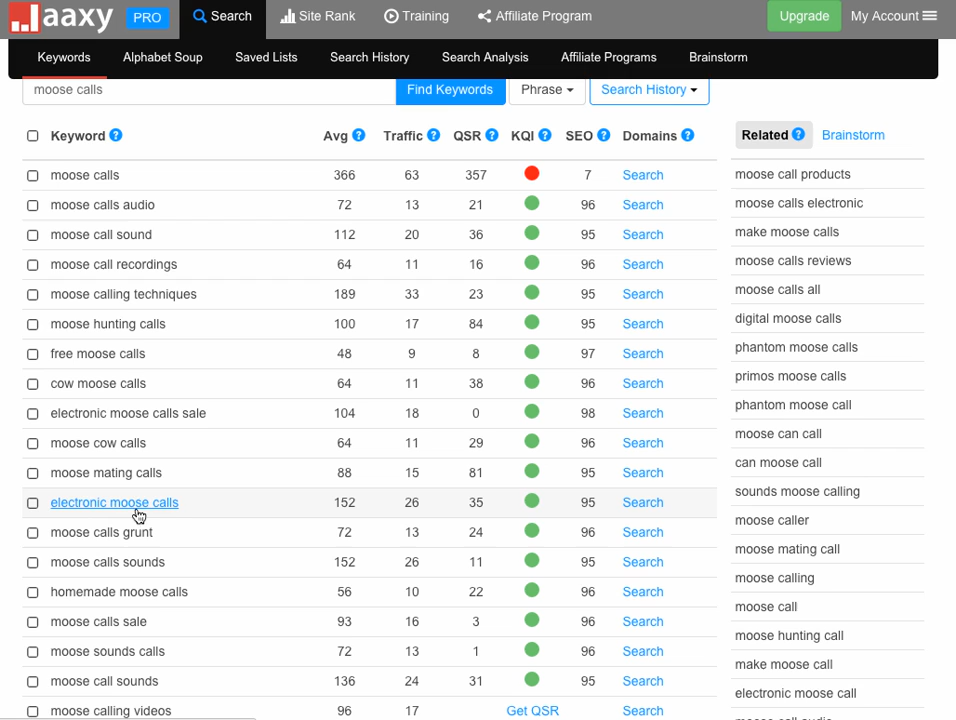 Jaaxy PRO Search Site Rank Training Affiliate Program Upgrade My Account
Keywords Alphabet Soup Saved Lists Search History Search Analysis Affiliate Programs Brainstorm
moose calls Find Keywords Phrase Search History
Keyword ? Avg ? Traffic ? QSR ? KQI ? SEO ? Domains ? Related ? Brainstorm
moose calls 366 63 357 7 Search
moose calls audio 72 13 21 96 Search
moose call sound 112 20 36 95 Search
moose call recordings 64 11 16 96 Search
moose calling techniques 189 33 23 95 Search
moose hunting calls 100 17 84 95 Search
free moose calls 48 9 8 97 Search
cow moose calls 64 11 38 96 Search
electronic moose calls sale 104 18 0 98 Search
moose cow calls 64 11 29 96 Search
moose mating calls 88 15 81 95 Search
electronic moose calls 152 26 35 95 Search
moose calls grunt 72 13 24 96 Search
moose calls sounds 152 26 11 96 Search
homemade moose calls 56 10 22 96 Search
moose calls sale 93 16 3 96 Search
moose sounds calls 72 13 1 96 Search
moose call sounds 136 24 31 95 Search
moose calling videos 96 17 Get QSR Search
moose call products
moose calls electronic
make moose calls
moose calls reviews
moose calls all
digital moose calls
phantom moose calls
primos moose calls
phantom moose call
moose can call
can moose call
sounds moose calling
moose caller
moose mating call
moose calling
moose call
moose hunting call
make moose call
electronic moose call
moose call audio